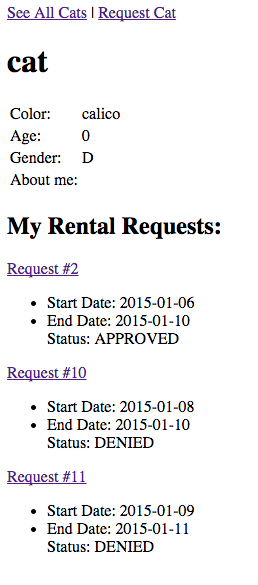 See All Cats | Request Cat
cat
Color: calico
Age: 0
Gender: D
About me:
My Rental Requests:
Request #2
• Start Date: 2015-01-06
• End Date: 2015-01-10
Status: APPROVED
Request #10
• Start Date: 2015-01-08
• End Date: 2015-01-10
Status: DENIED
Request #11
• Start Date: 2015-01-09
• End Date: 2015-01-11
Status: DENIED